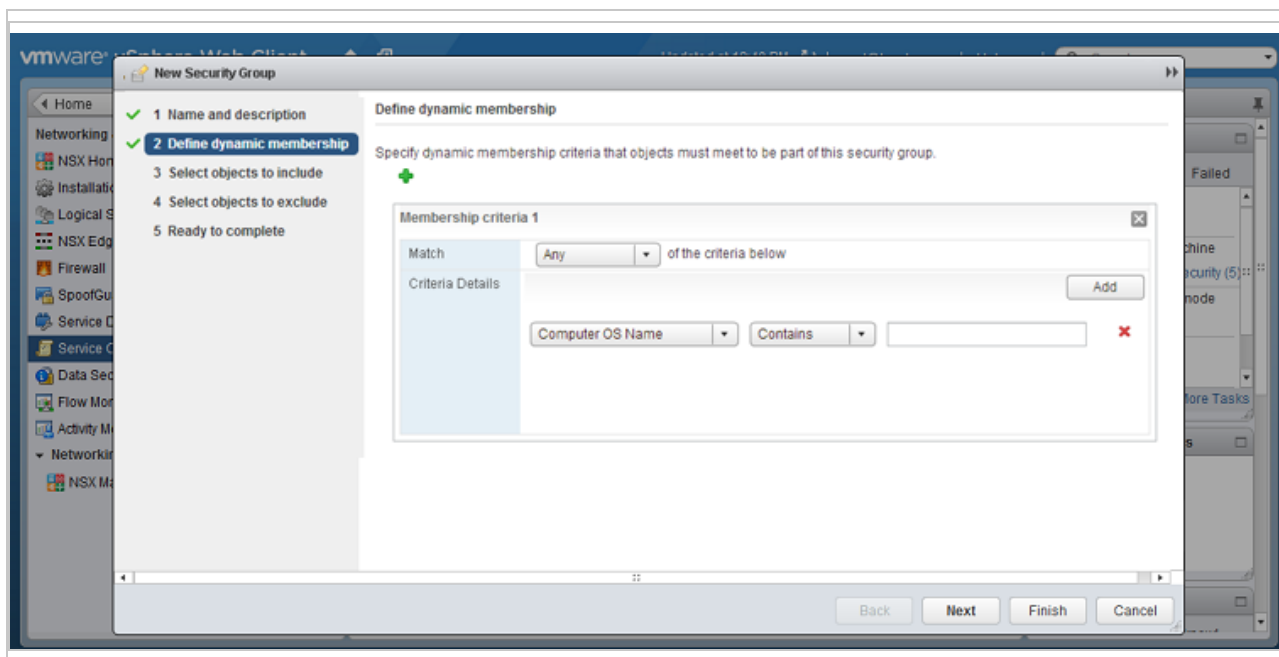 vmware®
New Security Group
Home
Networking
NSX Hom
Installatio
Logical S
NSX Edg
Firewall
SpoofGu
Service D
Service C
Data Sec
Flow Mon
Activity Mo
Networkin
NSX Ma
1 Name and description
2 Define dynamic membership
3 Select objects to include
4 Select objects to exclude
5 Ready to complete
Define dynamic membership
Specify dynamic membership criteria that objects must meet to be part of this security group.
Membership criteria 1
Match Any of the criteria below
Criteria Details
Add
Computer OS Name Contains
Back Next Finish Cancel
Failed
chine
ecurity (5)
node
More Tasks
s